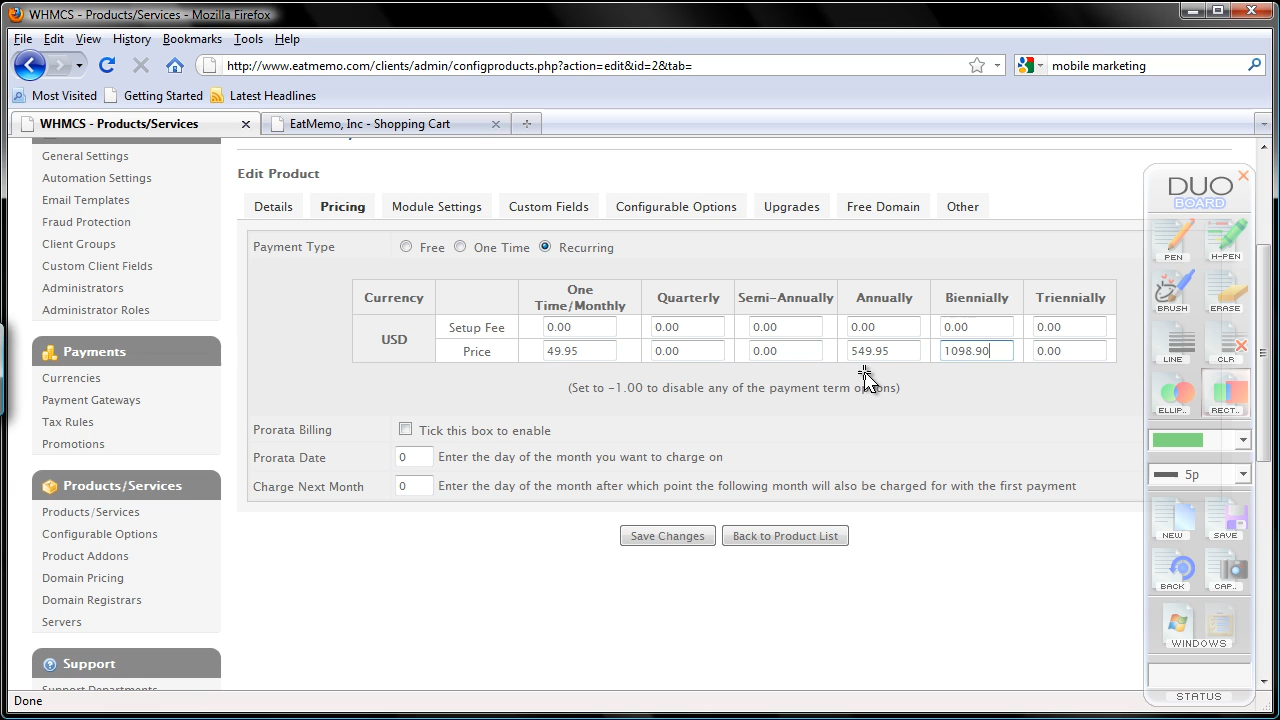 WHMCS - Products/Services - Mozilla Firefox
File Edit View History Bookmarks Tools Help
http://www.eatmemo.com/clients/admin/configproducts.php?action=edit&id=2&tab=
mobile marketing
Most Visited Getting Started Latest Headlines
WHMCS - Products/Services
EatMemo, Inc - Shopping Cart
General Settings
Automation Settings
Email Templates
Fraud Protection
Client Groups
Custom Client Fields
Administrators
Administrator Roles
Payments
Currencies
Payment Gateways
Tax Rules
Promotions
Products/Services
Products/Services
Configurable Options
Product Addons
Domain Pricing
Domain Registrars
Servers
Support
Support Departments
Edit Product
Details Pricing Module Settings Custom Fields Configurable Options Upgrades Free Domain Other
Payment Type Free One Time Recurring
Currency One Time/Monthly Quarterly Semi-Annually Annually Biennially Triennially
USD
Setup Fee 0.00 0.00 0.00 0.00 0.00 0.00
Price 49.95 0.00 0.00 549.95 1098.90 0.00
(Set to -1.00 to disable any of the payment term options)
Prorata Billing Tick this box to enable
Prorata Date 0 Enter the day of the month you want to charge on
Charge Next Month 0 Enter the day of the month after which point the following month will also be charged for with the first payment
Save Changes Back to Product List
DUO
BOARD
PEN H-PEN
BRUSH ERASE
LINE CLR
ELLIP.. RECT..
5p
NEW SAVE
BACK CAP..
WINDOWS
STATUS
Done